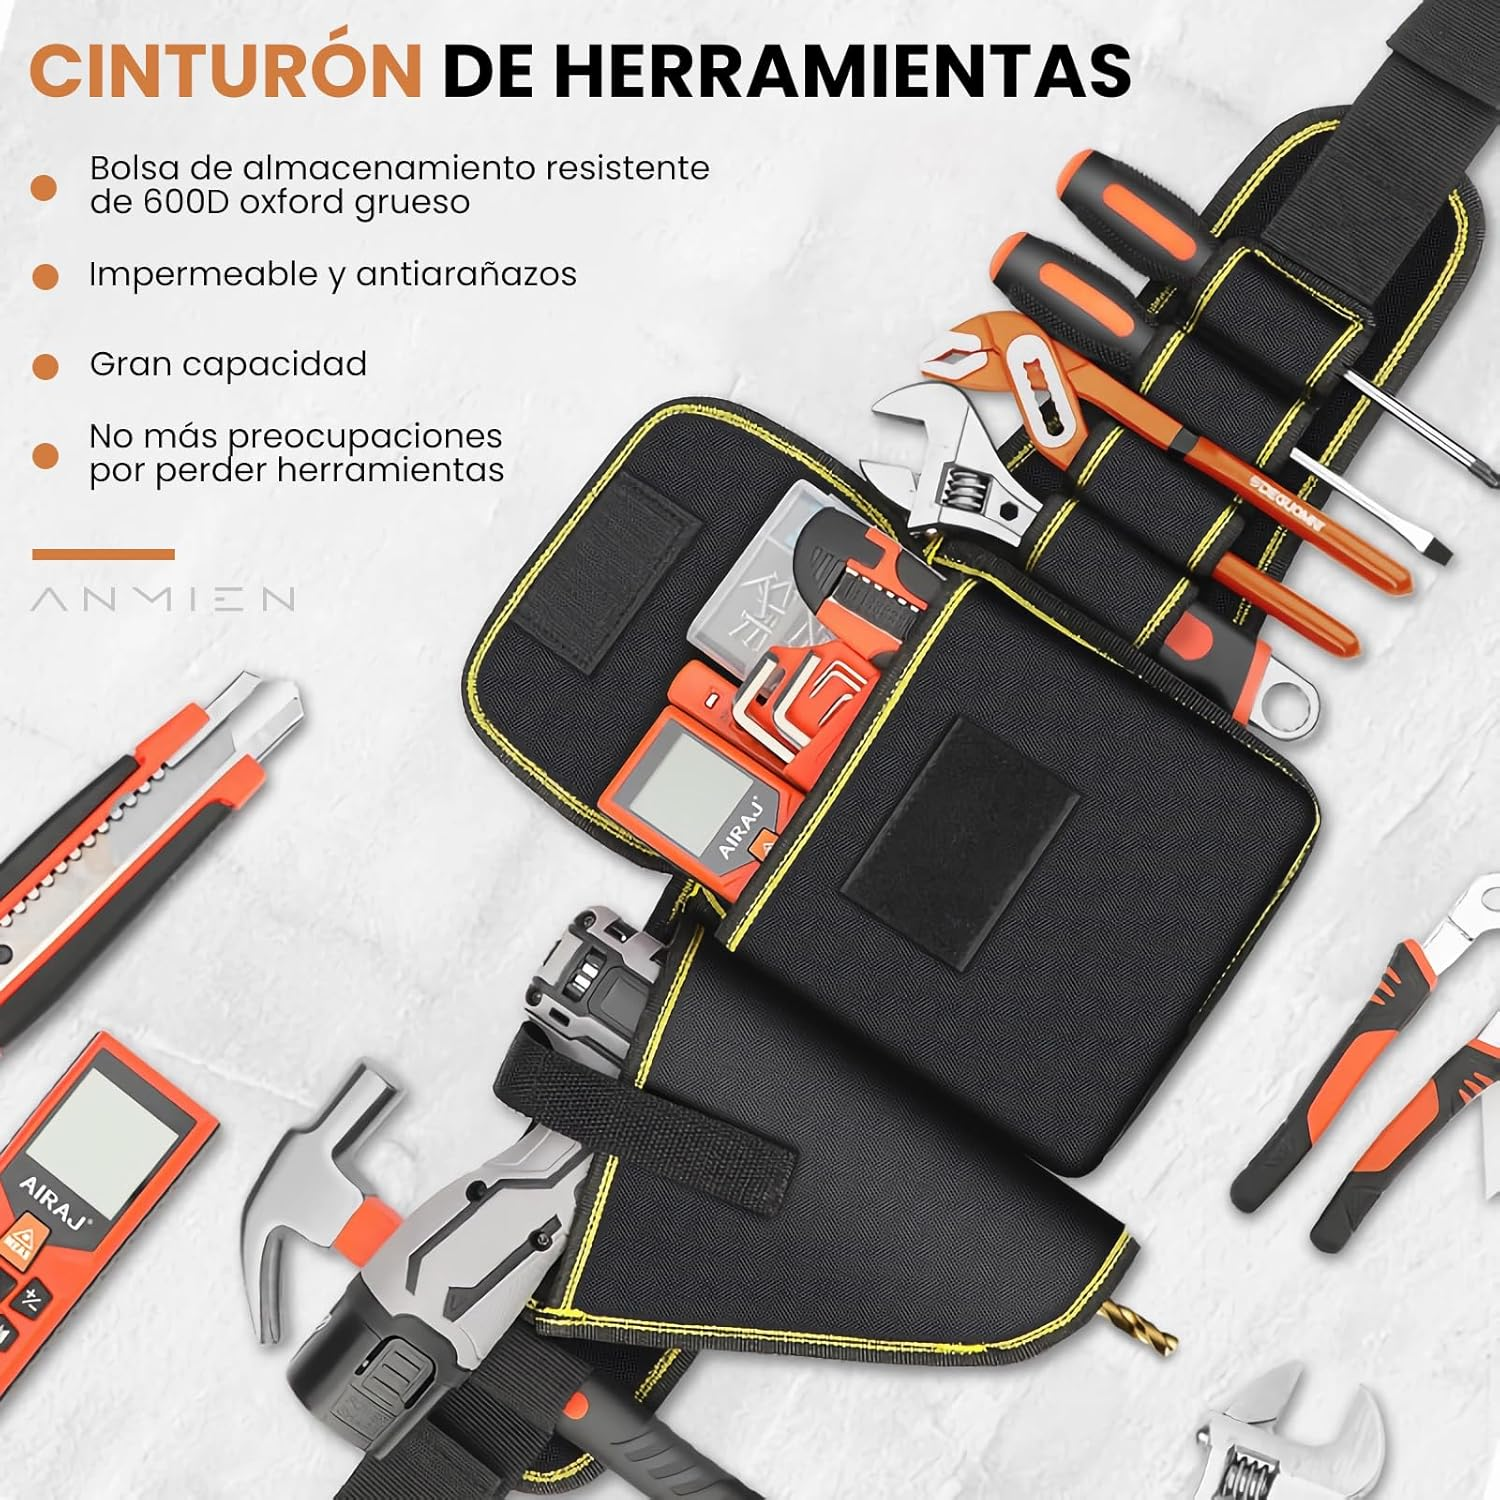 CINTURÓN DE HERRAMIENTAS
Bolsa de almacenamiento resistente
de 600D oxford grueso
Impermeable y antiarañazos
Gran capacidad
No más preocupaciones
por perder herramientas
ANMIEN
AIRAJ®
AIRAJ®